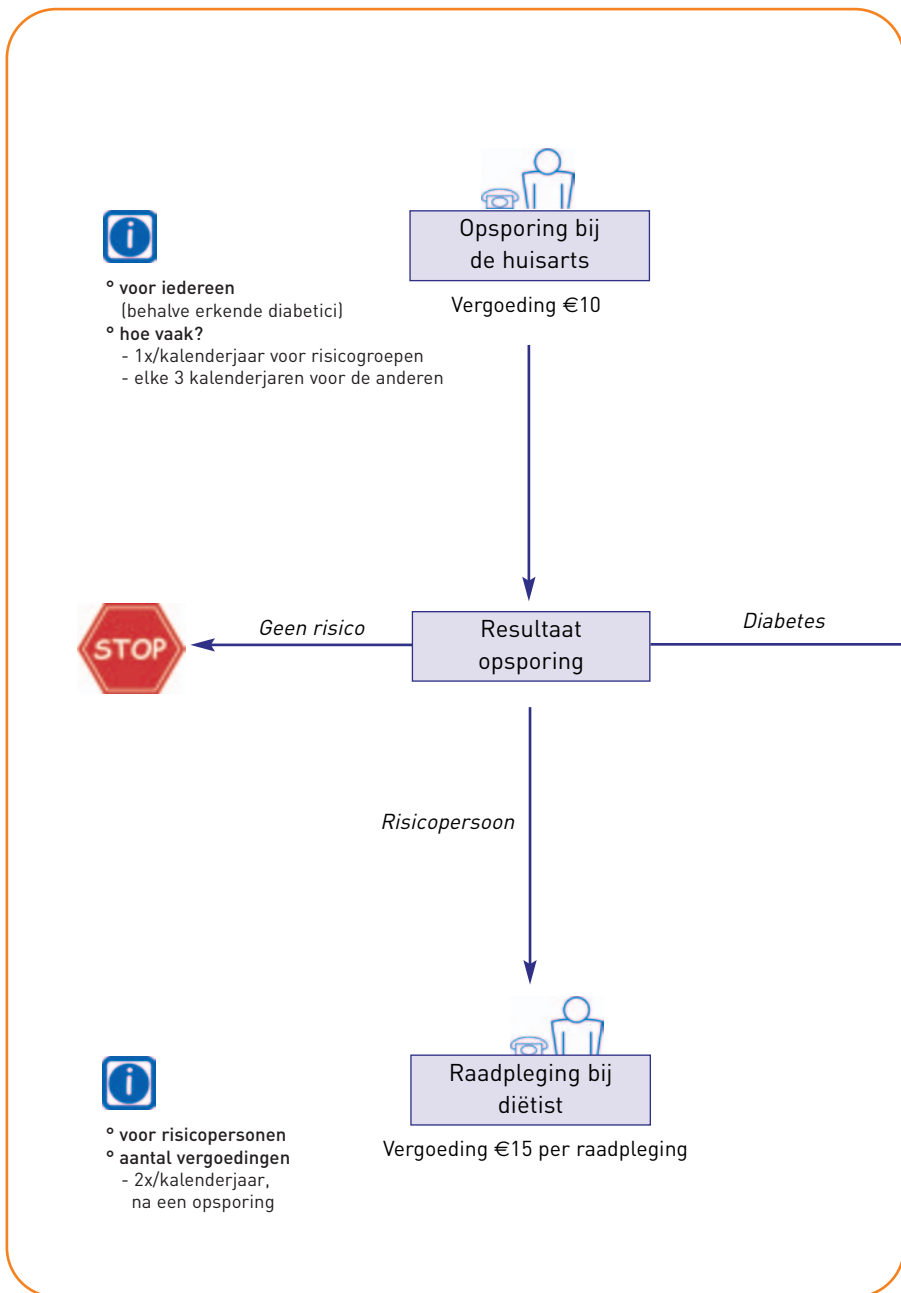 Opsporing bij
de huisarts
Vergoeding €10
i
° voor iedereen
(behalve erkende diabetici)
° hoe vaak?
- 1x/kalenderjaar voor risicogroepen
- elke 3 kalenderjaren voor de anderen
STOP
Geen risico
Resultaat
opsporing
Diabetes
Risicopersoon
Raadpleging bij
diëtist
Vergoeding €15 per raadpleging
i
° voor risicopersonen
° aantal vergoedingen
- 2x/kalenderjaar,
na een opsporing